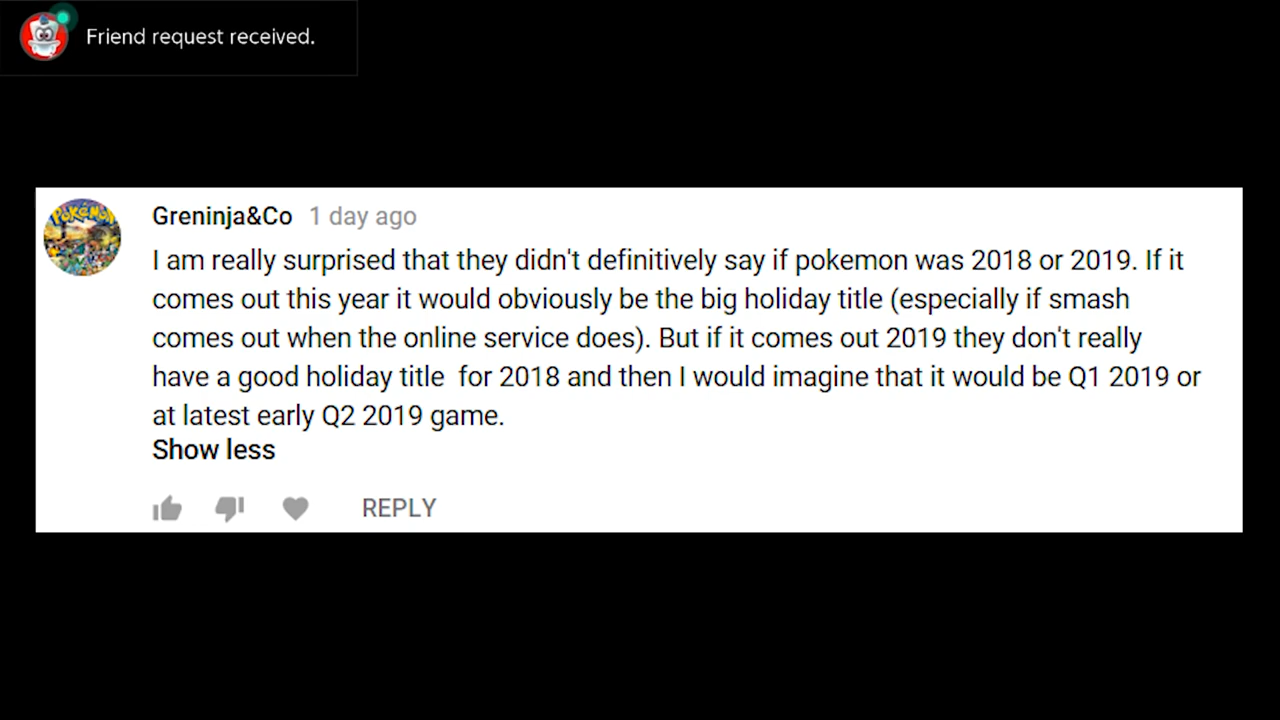 Friend request received.
POKéMON
Greninja&Co 1 day ago
I am really surprised that they didn't definitively say if pokemon was 2018 or 2019. If it
comes out this year it would obviously be the big holiday title (especially if smash
comes out when the online service does). But if it comes out 2019 they don't really
have a good holiday title  for 2018 and then I would imagine that it would be Q1 2019 or
at latest early Q2 2019 game.
Show less
REPLY